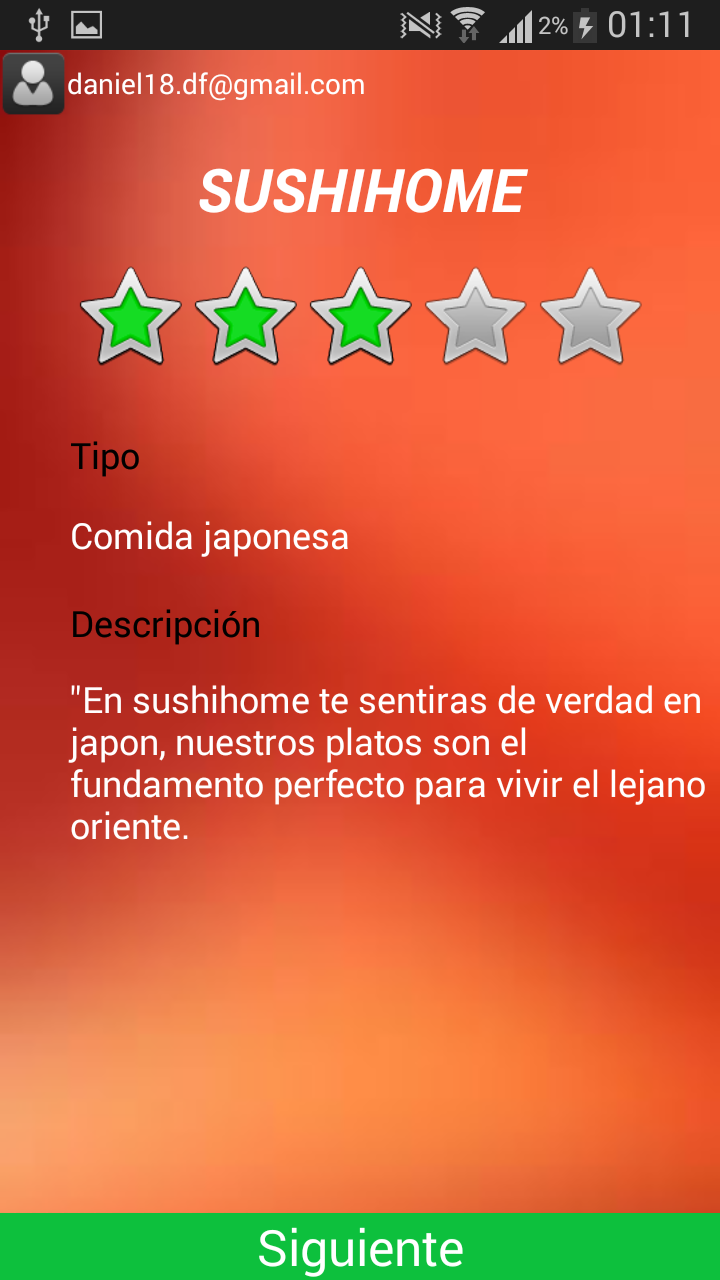 2% 01:11
daniel18.df@gmail.com
SUSHIHOME
Tipo
Comida japonesa
Descripción
"En sushihome te sentiras de verdad en
japon, nuestros platos son el
fundamento perfecto para vivir el lejano
oriente.
Siguiente